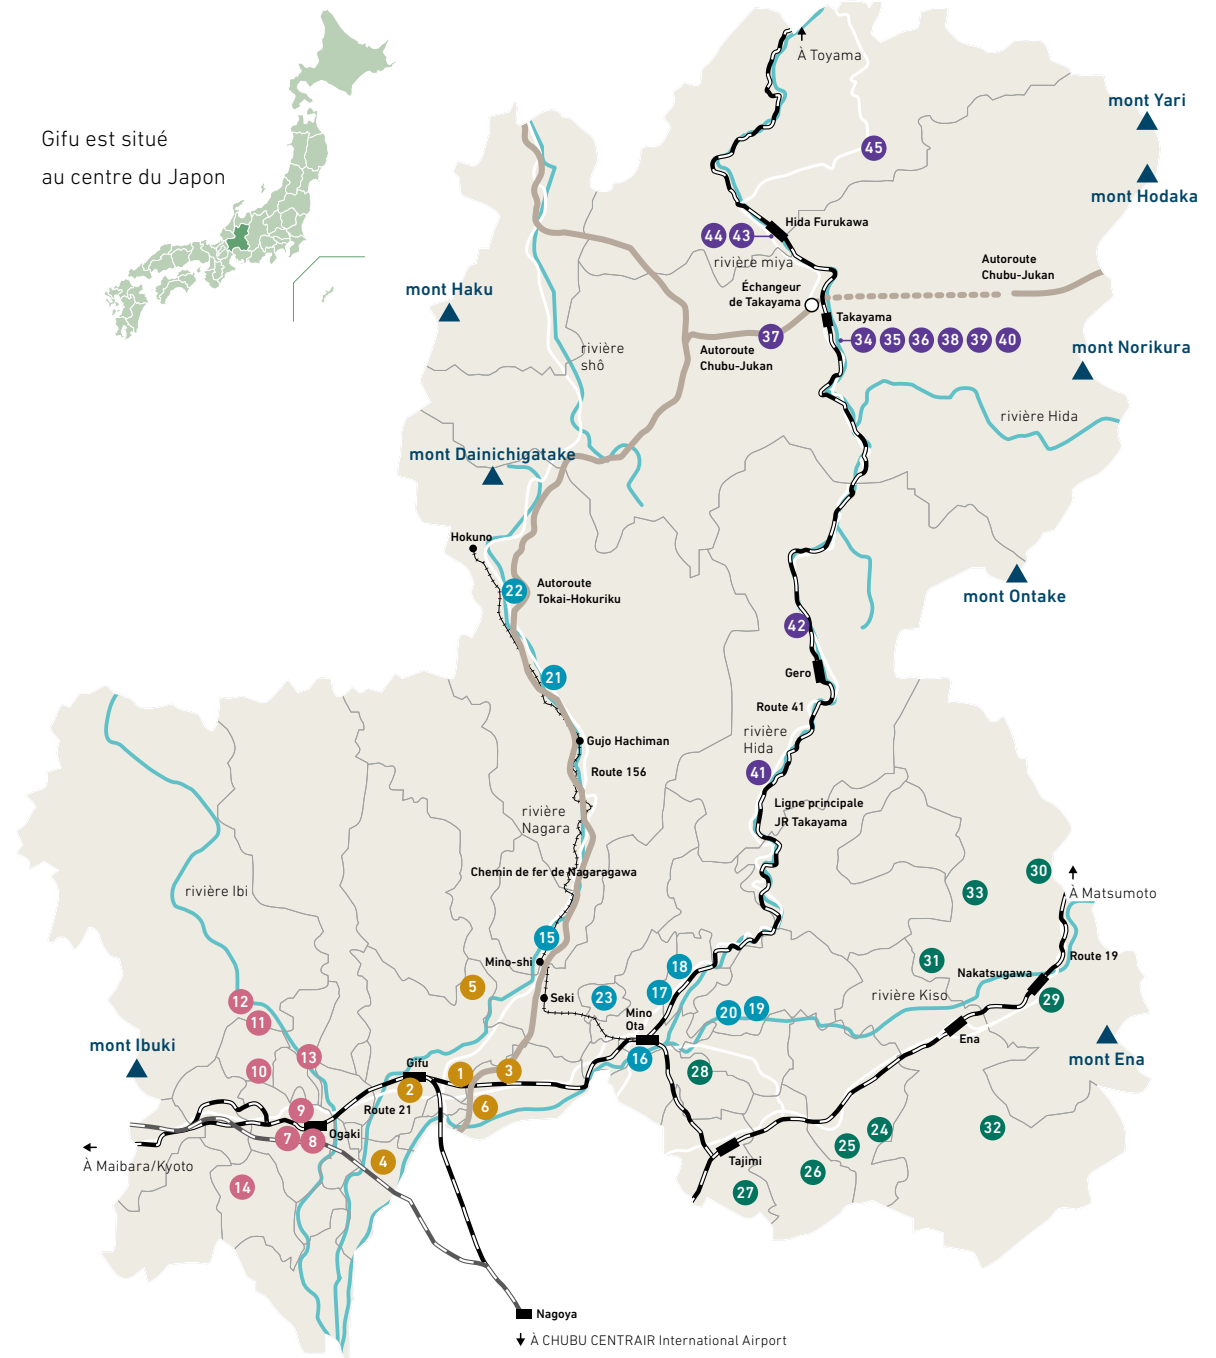 Gifu est situé
au centre du Japon
À Toyama
mont Yari
45
mont Hodaka
Hida Furukawa
44
43
rivière miya
Autoroute
Chubu-Jukan
Échangeur
de Takayama
mont Haku
Takayama
37
34
35
36
38
39
40
rivière
shô
Autoroute
Chubu-Jukan
mont Norikura
rivière Hida
mont Dainichigatake
Hokuno
22
Autoroute
Tokai-Hokuriku
mont Ontake
42
21
Gero
Route 41
Gujo Hachiman
rivière
Hida
Route 156
41
Ligne principale
JR Takayama
rivière
Nagara
Chemin de fer de Nagaragawa
rivière Ibi
30
33
À Matsumoto
15
Mino-shi
18
31
Route 19
Nakatsugawa
5
17
23
Seki
rivière Kiso
29
12
11
20
19
Mino
Ota
Ena
mont Ibuki
13
10
Gifu
1
3
16
28
mont Ena
2
6
Route 21
9
7
8
Ogaki
4
24
25
32
À Maibara/Kyoto
Tajimi
26
27
14
Nagoya
À CHUBU CENTRAIR International Airport